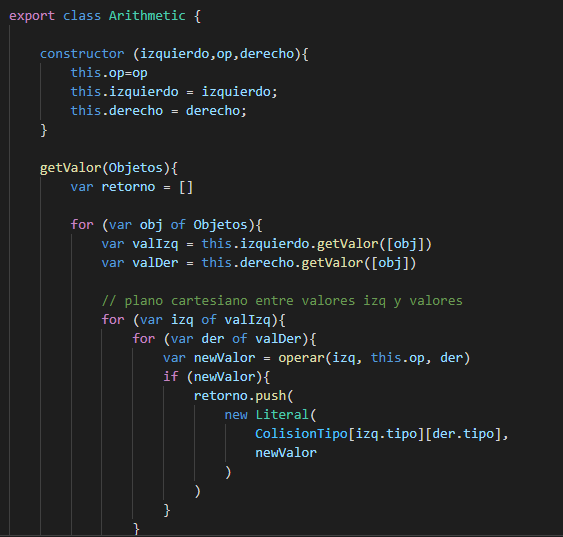 export class Arithmetic {
constructor (izquierdo,op,derecho){
this.op=op
this.izquierdo = izquierdo;
this.derecho = derecho;
}
getValor(Objetos){
var retorno = []
for (var obj of Objetos){
var valIzq = this.izquierdo.getValor([obj])
var valDer = this.derecho.getValor([obj])
// plano cartesiano entre valores izq y valores
for (var izq of valIzq){
for (var der of valDer){
var newValor = operar(izq, this.op, der)
if (newValor){
retorno.push(
new Literal(
ColisionTipo[izq.tipo][der.tipo],
newValor
)
)
}
}